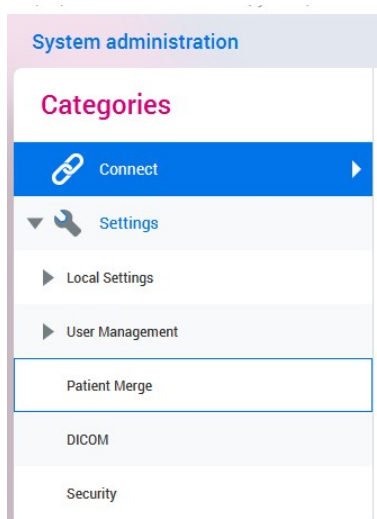 System administration
Categories
Connect
Settings
Local Settings
User Management
Patient Merge
DICOM
Security